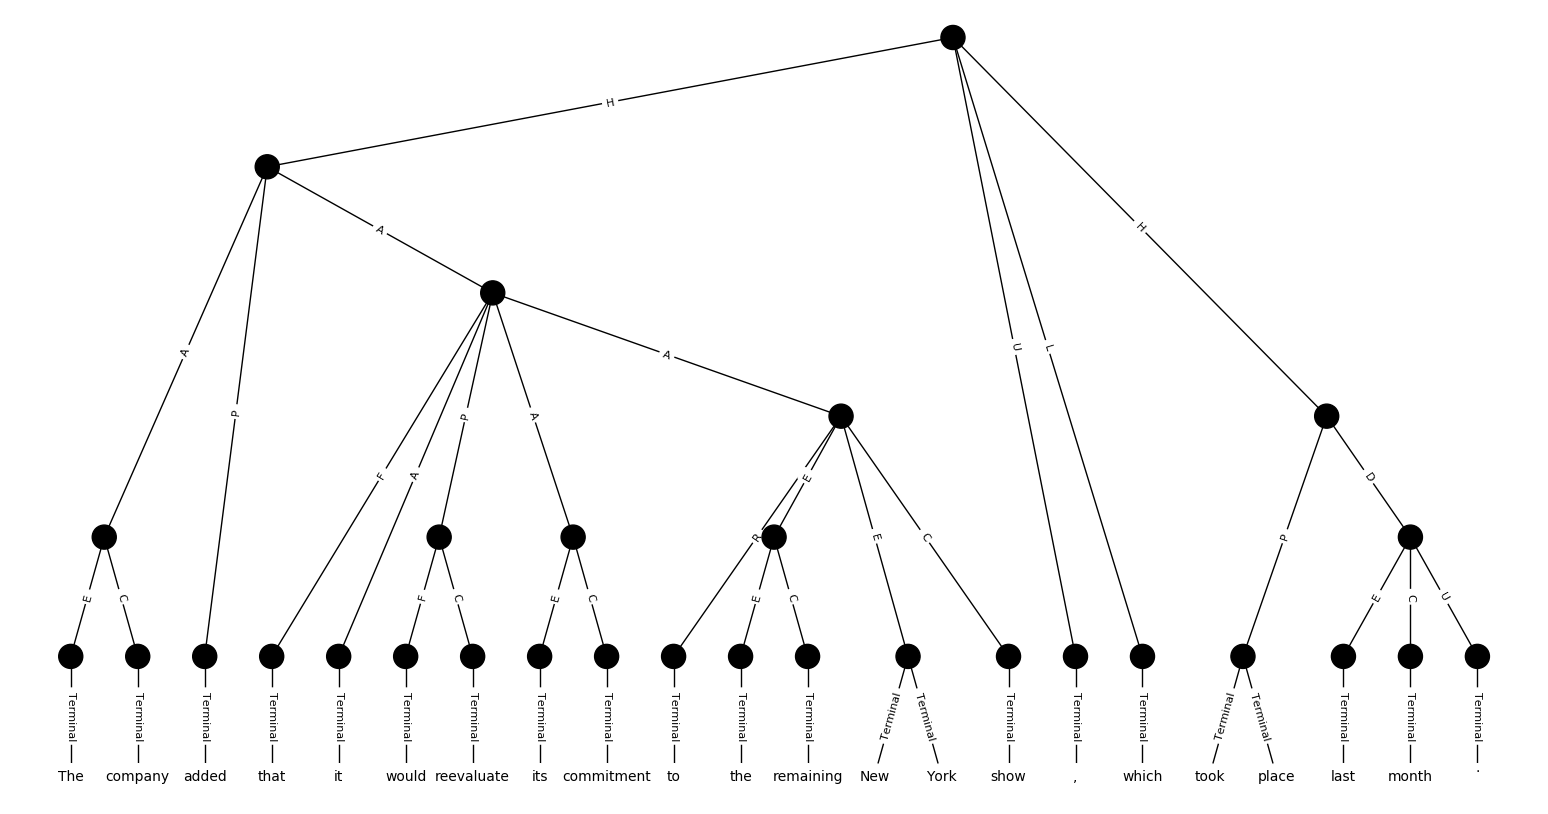 H
A
A
A
P
U
L
H
F
A
P
A
R
E
E
C
P
D
E
C
F
C
E
C
E
C
E
C
U
Terminal Terminal Terminal Terminal Terminal Terminal Terminal Terminal Terminal Terminal Terminal Terminal Terminal Terminal Terminal Terminal Terminal Terminal Terminal Terminal Terminal Terminal
The company added that it would reevaluate its commitment to the remaining New York show , which took place last month .